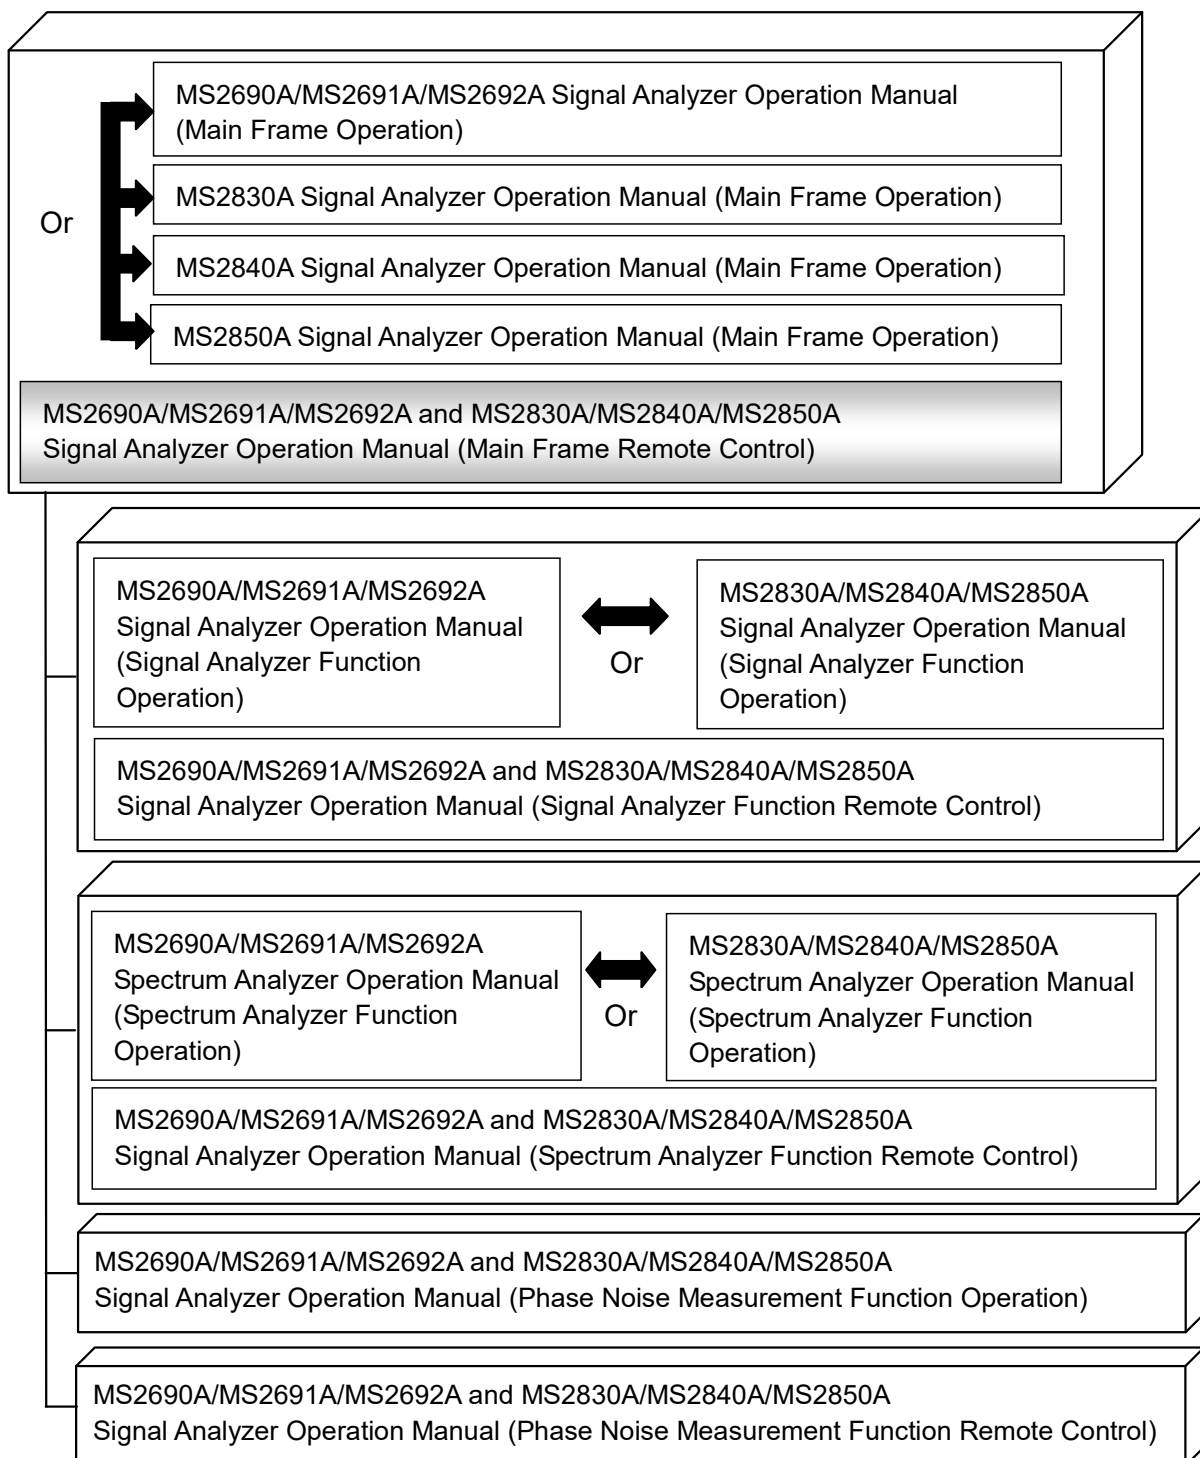 MS2690A/MS2691A/MS2692A Signal Analyzer Operation Manual
(Main Frame Operation)
MS2830A Signal Analyzer Operation Manual (Main Frame Operation)
Or
MS2840A Signal Analyzer Operation Manual (Main Frame Operation)
MS2850A Signal Analyzer Operation Manual (Main Frame Operation)
MS2690A/MS2691A/MS2692A and MS2830A/MS2840A/MS2850A
Signal Analyzer Operation Manual (Main Frame Remote Control)
MS2690A/MS2691A/MS2692A
Signal Analyzer Operation Manual
(Signal Analyzer Function
Operation)
Or
MS2830A/MS2840A/MS2850A
Signal Analyzer Operation Manual
(Signal Analyzer Function
Operation)
MS2690A/MS2691A/MS2692A and MS2830A/MS2840A/MS2850A
Signal Analyzer Operation Manual (Signal Analyzer Function Remote Control)
MS2690A/MS2691A/MS2692A
Spectrum Analyzer Operation Manual
(Spectrum Analyzer Function
Operation)
Or
MS2830A/MS2840A/MS2850A
Spectrum Analyzer Operation Manual
(Spectrum Analyzer Function
Operation)
MS2690A/MS2691A/MS2692A and MS2830A/MS2840A/MS2850A
Signal Analyzer Operation Manual (Spectrum Analyzer Function Remote Control)
MS2690A/MS2691A/MS2692A and MS2830A/MS2840A/MS2850A
Signal Analyzer Operation Manual (Phase Noise Measurement Function Operation)
MS2690A/MS2691A/MS2692A and MS2830A/MS2840A/MS2850A
Signal Analyzer Operation Manual (Phase Noise Measurement Function Remote Control)